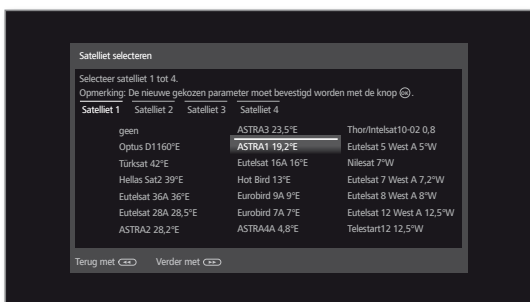 Satelliet selecteren
Selecteer satelliet 1 tot 4.
Opmerking: De nieuwe gekozen parameter moet bevestigd worden met de knop OK.
Satelliet 1 Satelliet 2 Satelliet 3 Satelliet 4
geen ASTRA3 23,5°E Thor/Intelsat10-02 0,8
Optus D1160°E ASTRA1 19,2°E Eutelsat 5 West A 5°W
Türksat 42°E Eutelsat 16A 16°E Nilesat 7°W
Hellas Sat2 39°E Hot Bird 13°E Eutelsat 7 West A 7,2°W
Eutelsat 36A 36°E Eurobird 9A 9°E Eutelsat 8 West A 8°W
Eutelsat 28A 28,5°E Eurobird 7A 7°E Eutelsat 12 West A 12,5°W
ASTRA2 28,2°E ASTRA4A 4,8°E Telestart12 12,5°W
Terug met Verder met